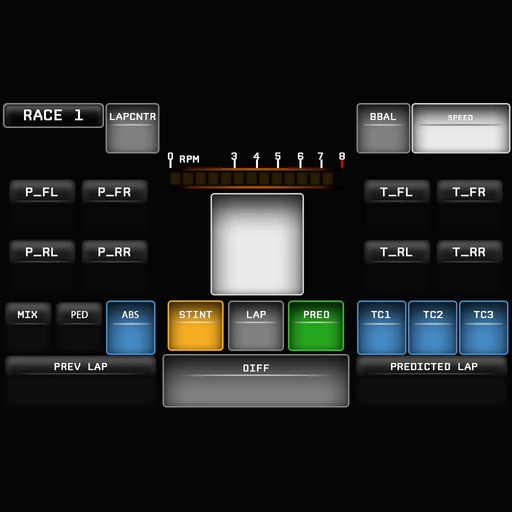 RACE 1 LAPCNTR BBAL SPEED
0 RPM 3 4 5 6 7 8
P_FL P_FR T_FL T_FR
P_RL P_RR T_RL T_RR
MIX PED ABS STINT LAP PRED TC1 TC2 TC3
PREV LAP DIFF PREDICTED LAP